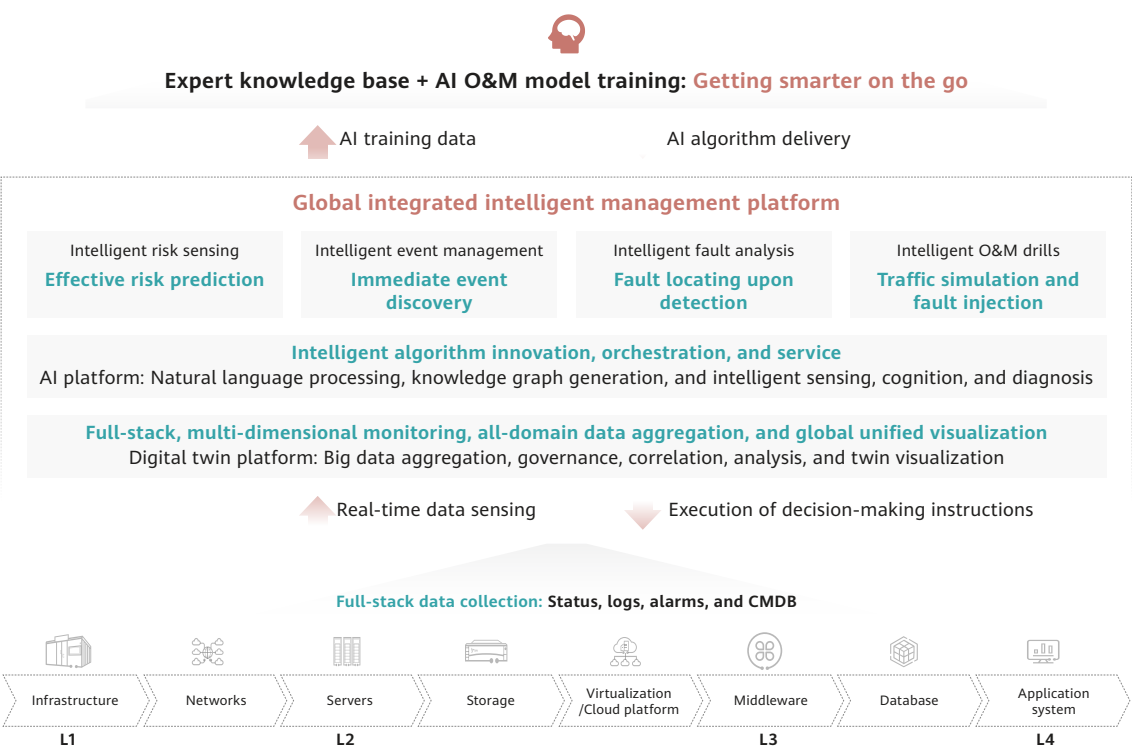 Expert knowledge base + AI O&M model training: Getting smarter on the go
AI training data
AI algorithm delivery
Global integrated intelligent management platform
Intelligent risk sensing
Effective risk prediction
Intelligent event management
Immediate event
discovery
Intelligent fault analysis
Fault locating upon
detection
Intelligent O&M drills
Traffic simulation and
fault injection
Intelligent algorithm innovation, orchestration, and service
AI platform: Natural language processing, knowledge graph generation, and intelligent sensing, cognition, and diagnosis
Full-stack, multi-dimensional monitoring, all-domain data aggregation, and global unified visualization
Digital twin platform: Big data aggregation, governance, correlation, analysis, and twin visualization
Real-time data sensing
Execution of decision-making instructions
Full-stack data collection: Status, logs, alarms, and CMDB
Infrastructure
Networks
Servers
Storage
Virtualization
/Cloud platform
Middleware
Database
Application
system
L1
L2
L3
L4